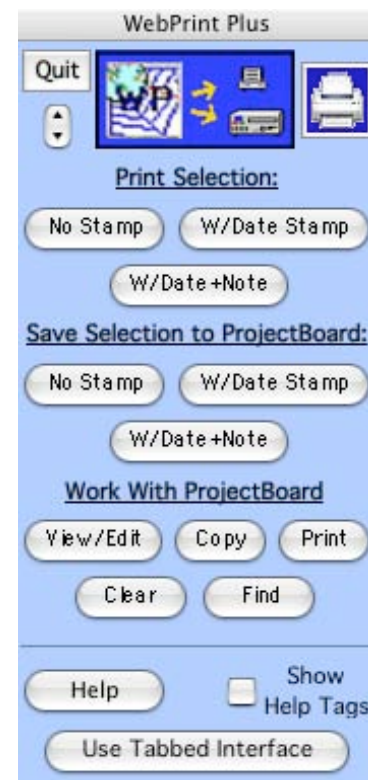 WebPrint Plus
Quit
WP
Print Selection:
No Stamp W/Date Stamp
W/Date+Note
Save Selection to ProjectBoard:
No Stamp W/Date Stamp
W/Date+Note
Work With ProjectBoard
View/Edit Copy Print
Clear Find
Help Show
Help Tags
Use Tabbed Interface